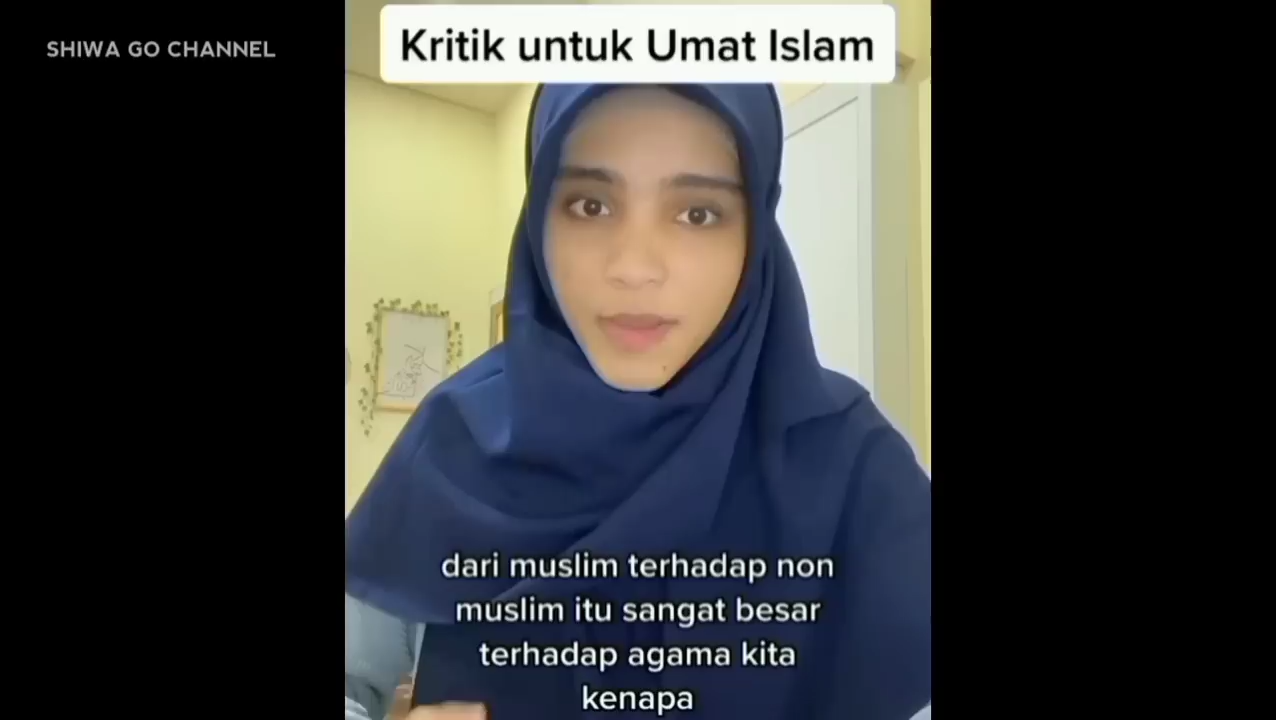 SHIWA GO CHANNEL
Kritik untuk Umat Islam
dari muslim terhadap non
muslim itu sangat besar
terhadap agama kita
kenapa